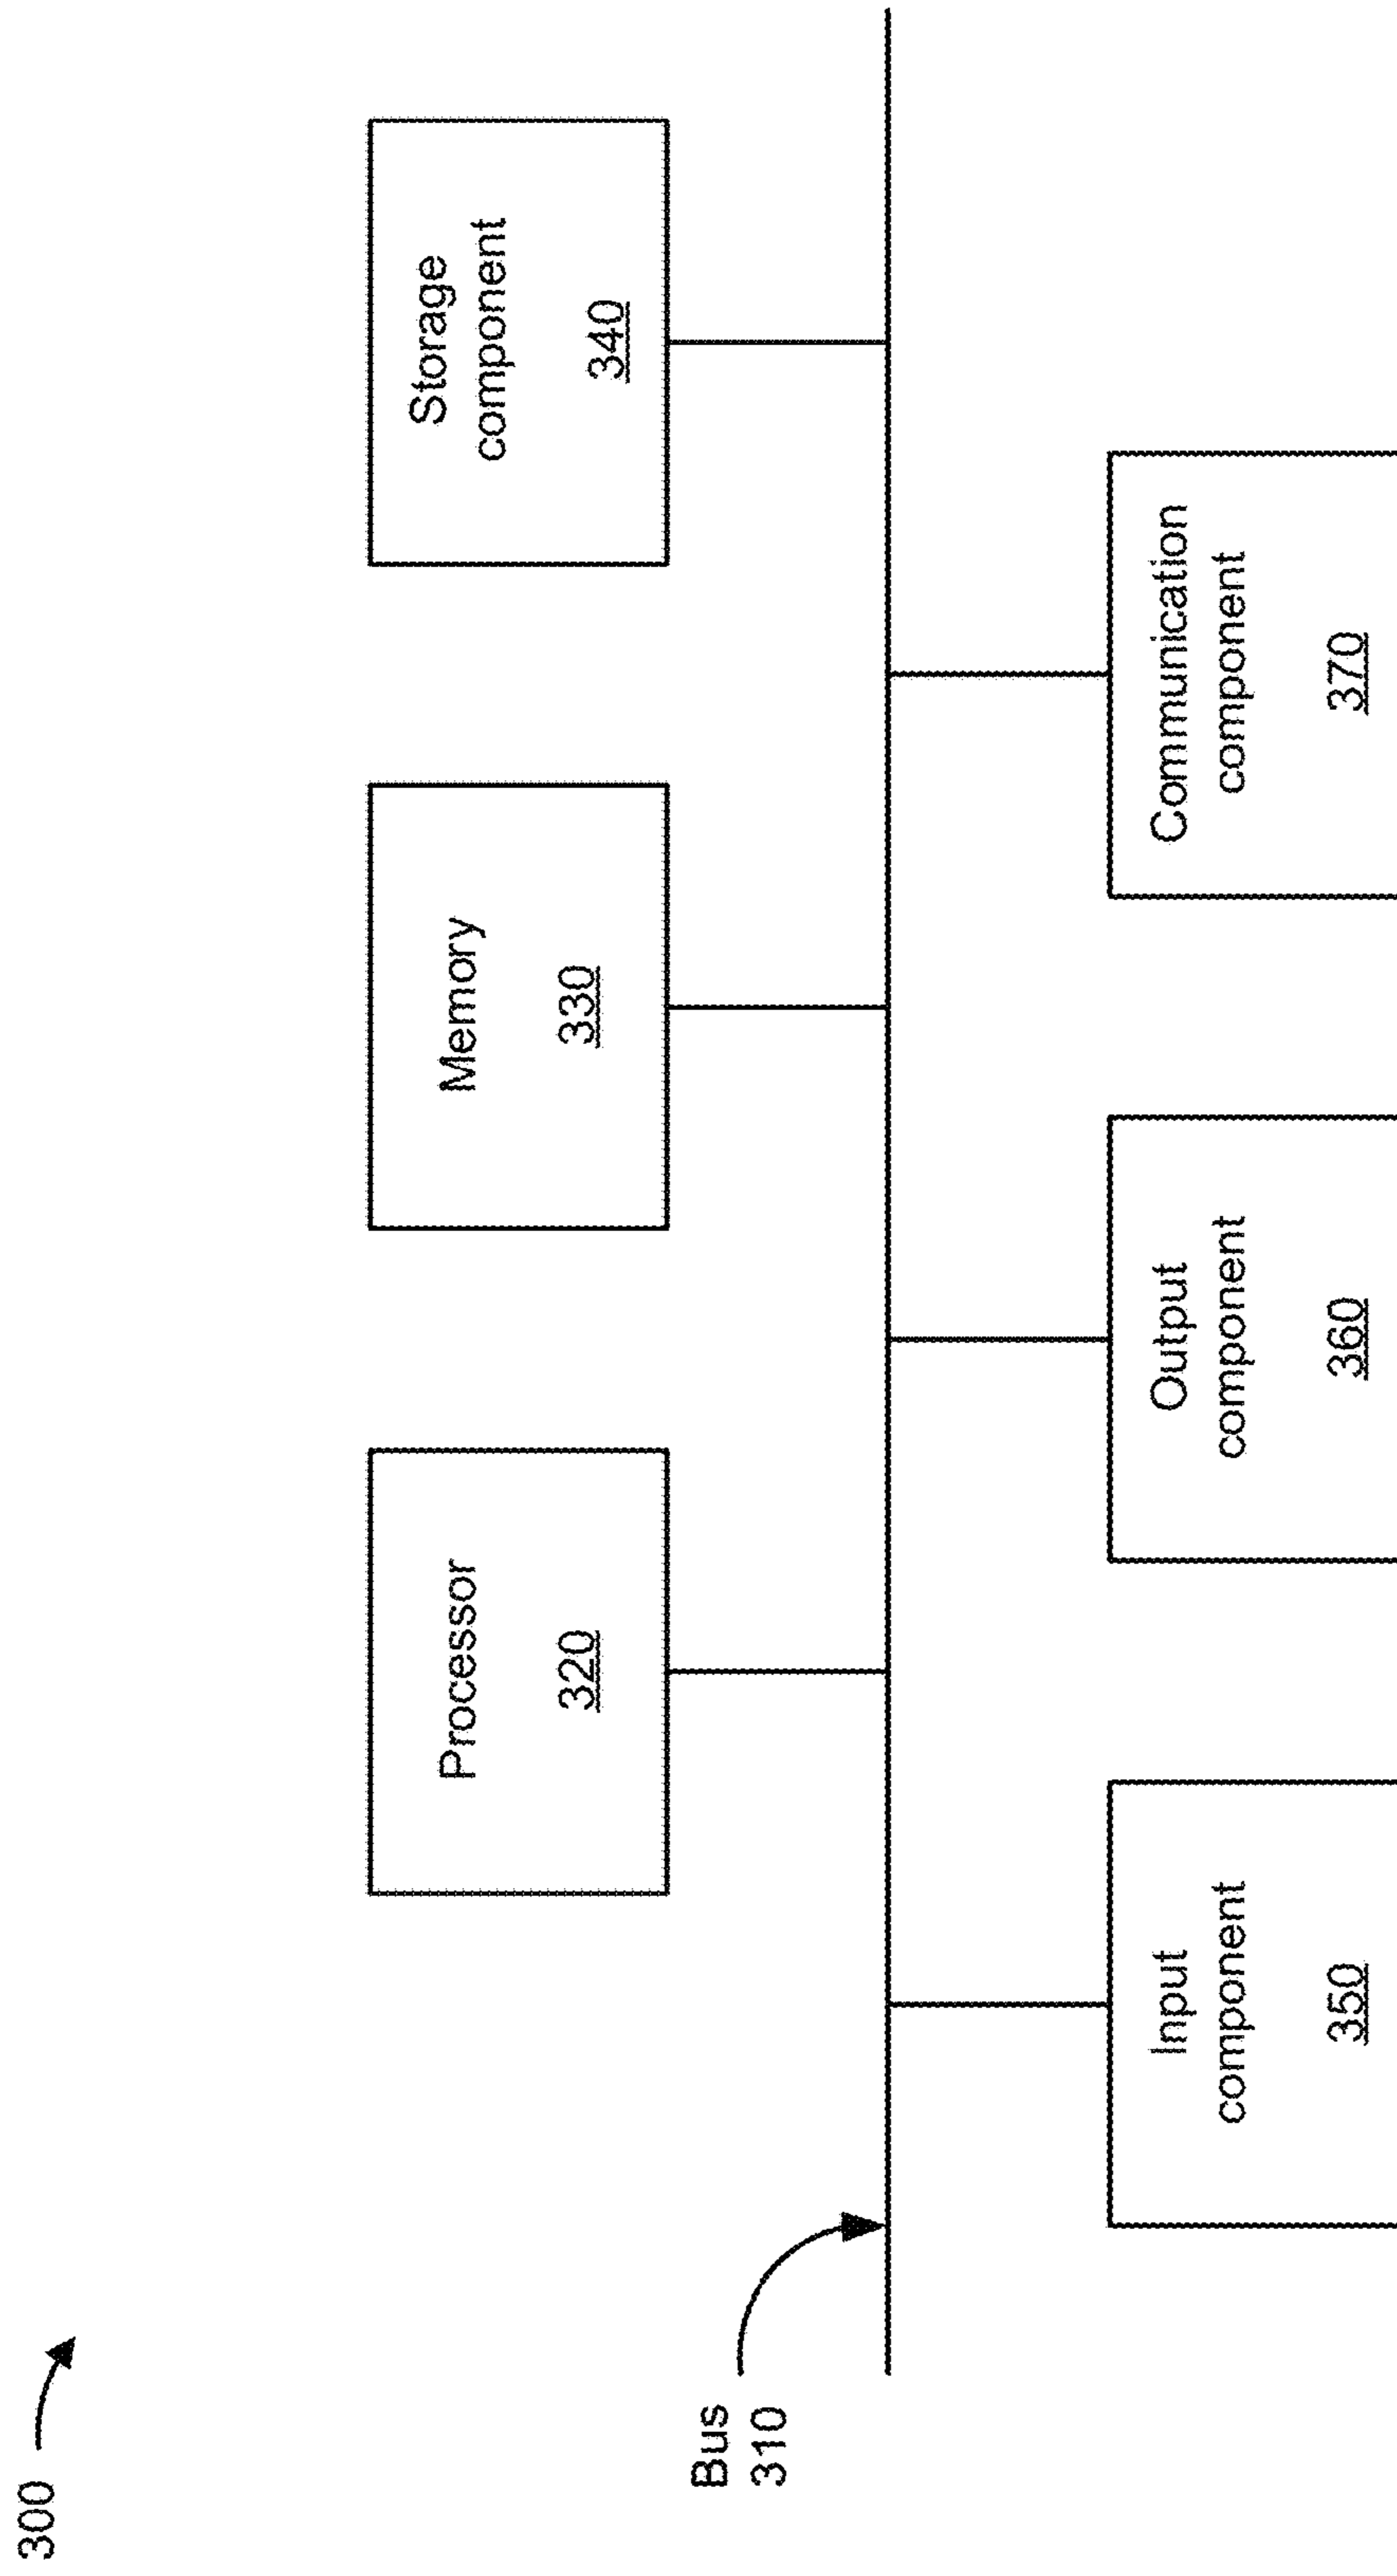 300
Processor
320
Memory
330
Storage
component
340
Bus
310
Input
component
350
Output
component
360
Communication
component
370